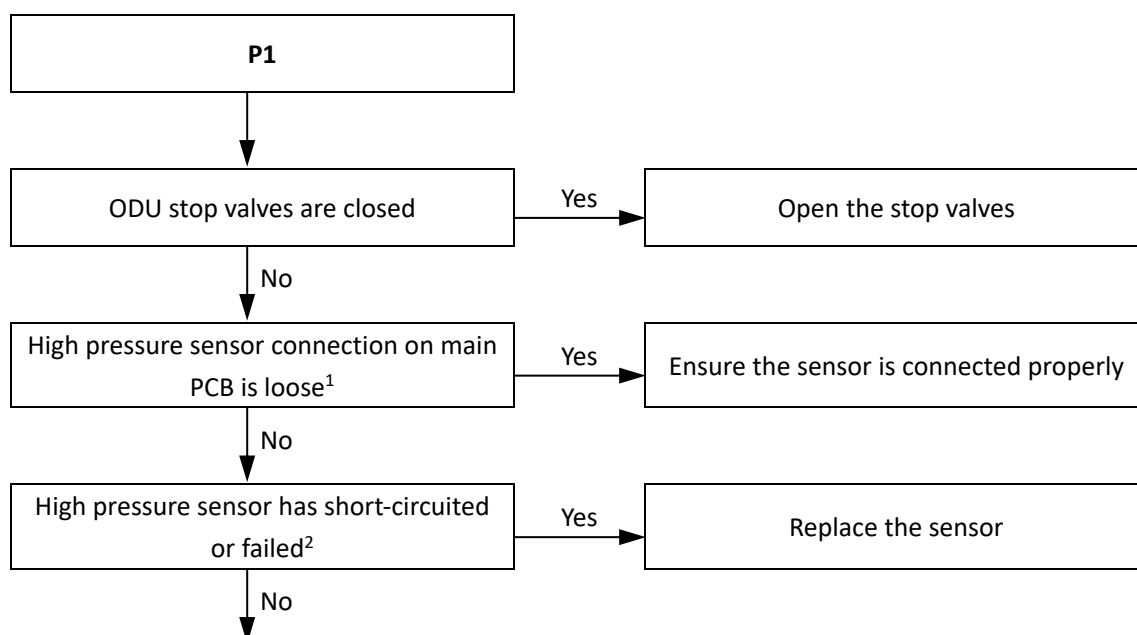 P1
ODU stop valves are closed
Yes
Open the stop valves
No
High pressure sensor connection on main
PCB is loose¹
Yes
Ensure the sensor is connected properly
No
High pressure sensor has short-circuited
or failed²
Yes
Replace the sensor
No